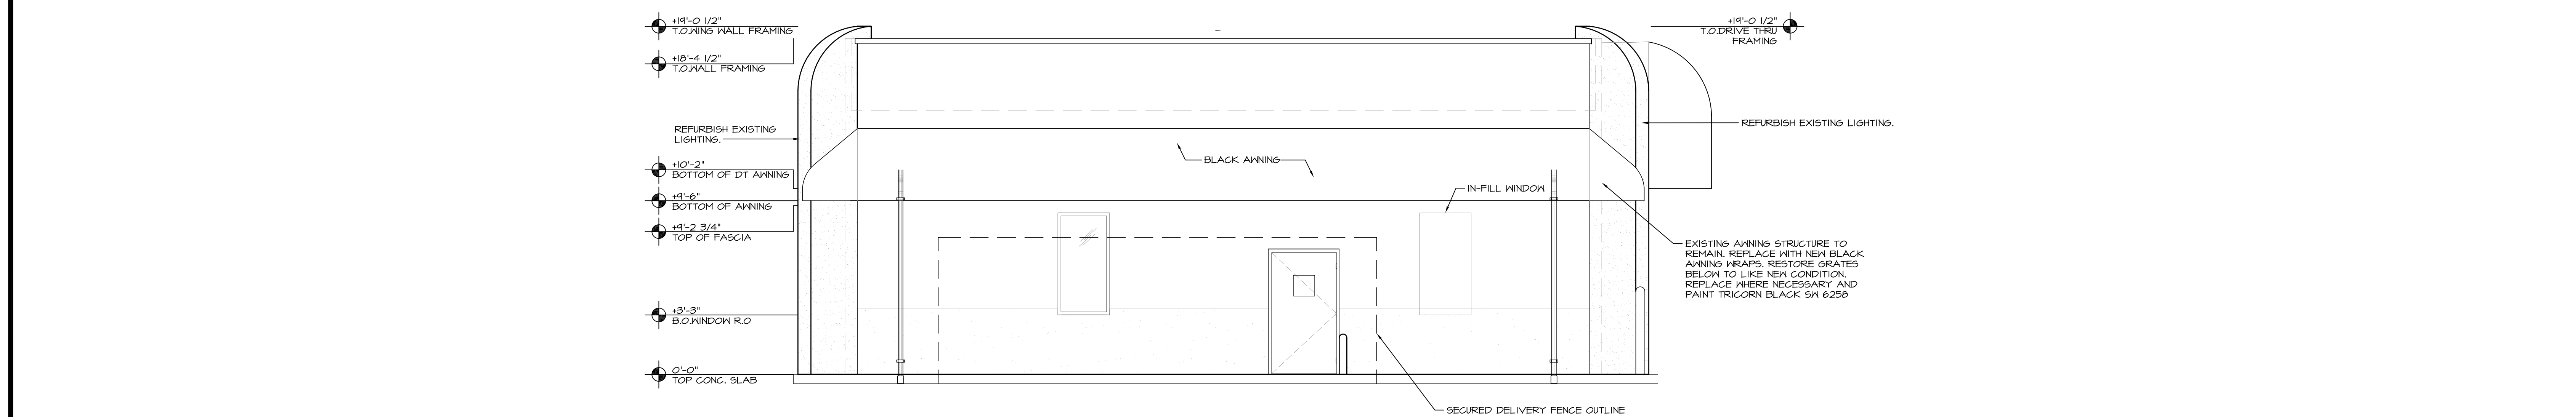 +19'-0 1/2"
T.O.WING WALL FRAMING
+18'-4 1/2"
T.O.WALL FRAMING
REFURBISH EXISTING
LIGHTING.
+10'-2"
BOTTOM OF DT AWNING
+9'-6"
BOTTOM OF AWNING
+9'-2 3/4"
TOP OF FASCIA
+3'-3"
B.O.WINDOW R.O
0'-0"
TOP CONC. SLAB
BLACK AWNING
IN-FILL WINDOW
+19'-0 1/2"
T.O.DRIVE THRU
FRAMING
REFURBISH EXISTING LIGHTING.
EXISTING AWNING STRUCTURE TO
REMAIN. REPLACE WITH NEW BLACK
AWNING WRAPS. RESTORE GRATES
BELOW TO LIKE NEW CONDITION.
REPLACE WHERE NECESSARY AND
PAINT TRICORN BLACK SW 6258
SECURED DELIVERY FENCE OUTLINE